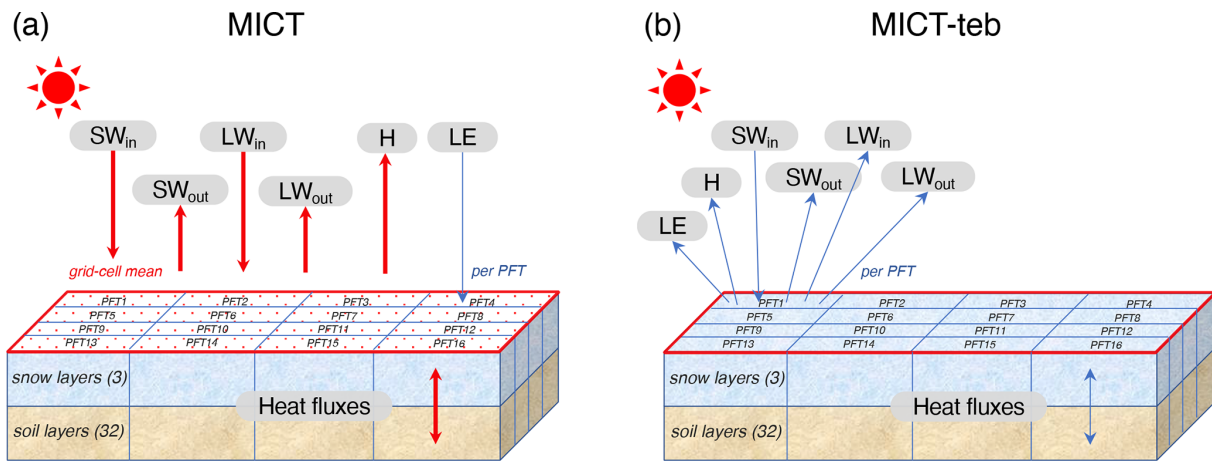 (a) MICT
SWin LWin H LE
SWout LWout
grid-cell mean per PFT
PFT1 PFT2 PFT3 PFT4
PFT5 PFT6 PFT7 PFT8
PFT9 PFT10 PFT11 PFT12
PFT13 PFT14 PFT15 PFT16
snow layers (3)
Heat fluxes
soil layers (32)
(b) MICT-teb
SWin LWin
H SWout LWout
LE
per PFT
PFT1 PFT2 PFT3 PFT4
PFT5 PFT6 PFT7 PFT8
PFT9 PFT10 PFT11 PFT12
PFT13 PFT14 PFT15 PFT16
snow layers (3)
Heat fluxes
soil layers (32)